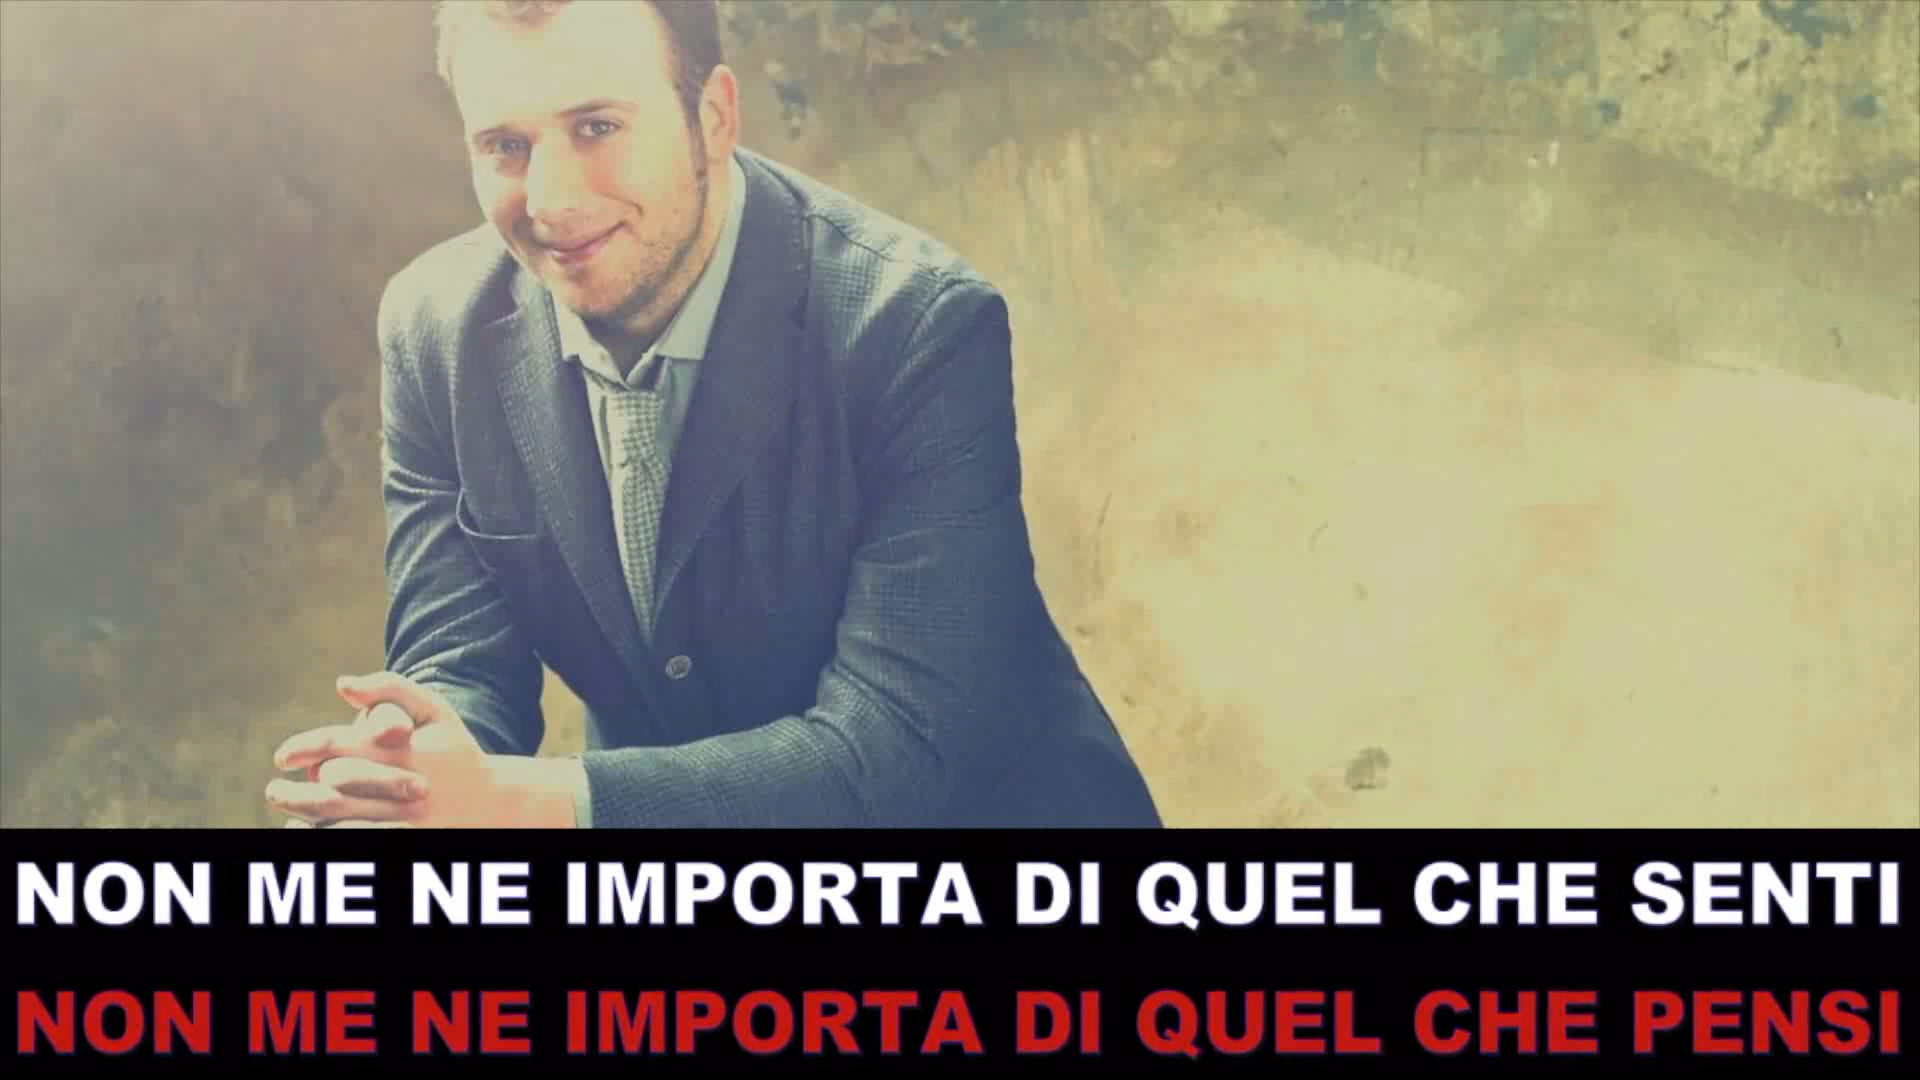 NON ME NE IMPORTA DI QUEL CHE SENTI
NON ME NE IMPORTA DI QUEL CHE PENSI